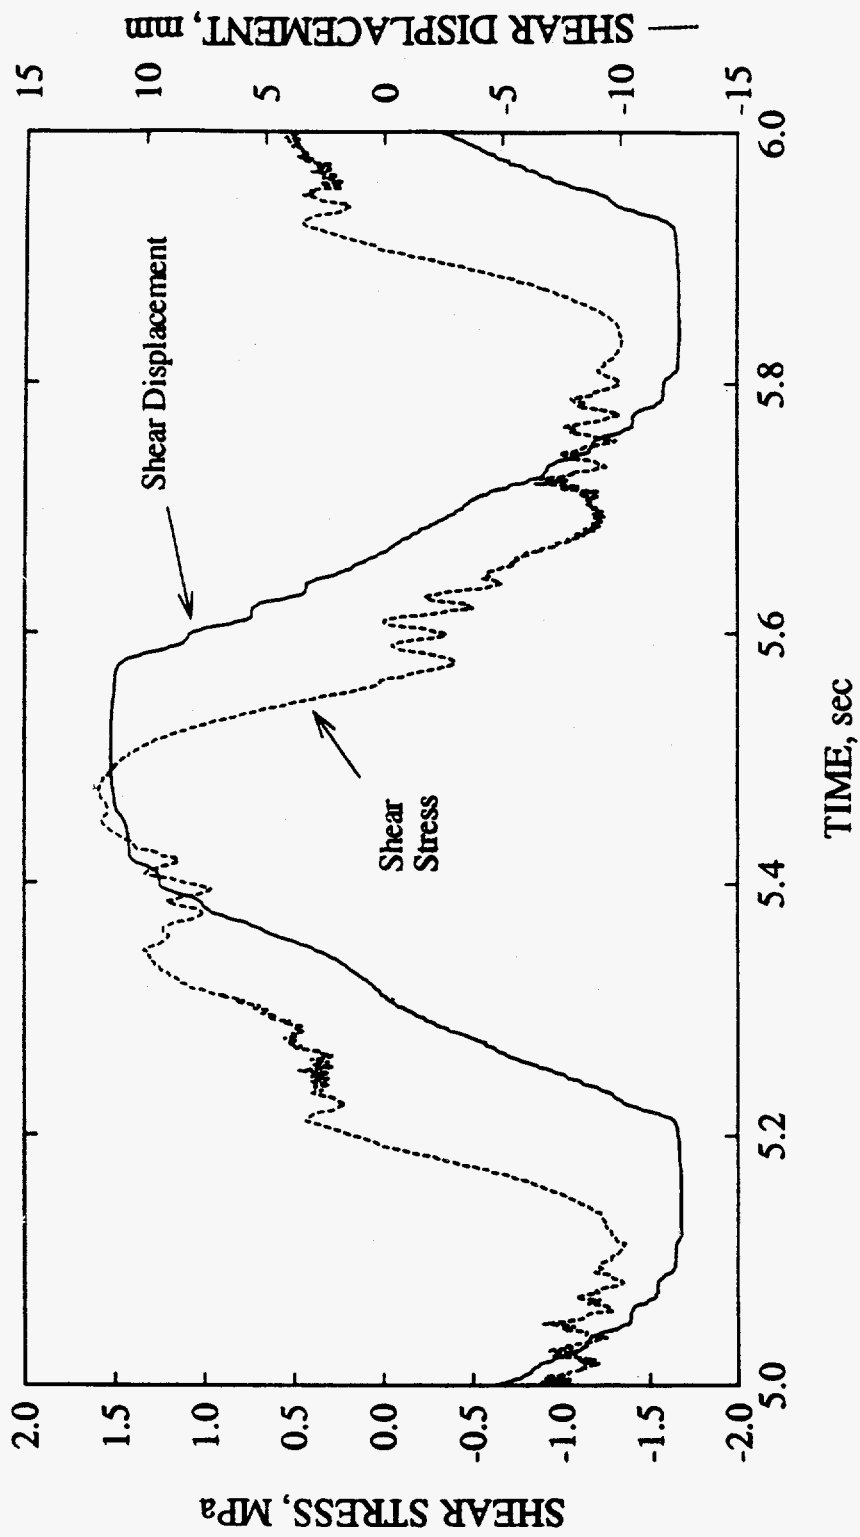 SHEAR STRESS, MPa
2.0
1.5
1.0
0.5
0.0
-0.5
-1.0
-1.5
-2.0
Shear Displacement
Shear
Stress
5.0 5.2 5.4 5.6 5.8 6.0
TIME, sec
15
10
5
0
-5
-10
-15
— SHEAR DISPLACEMENT, mm